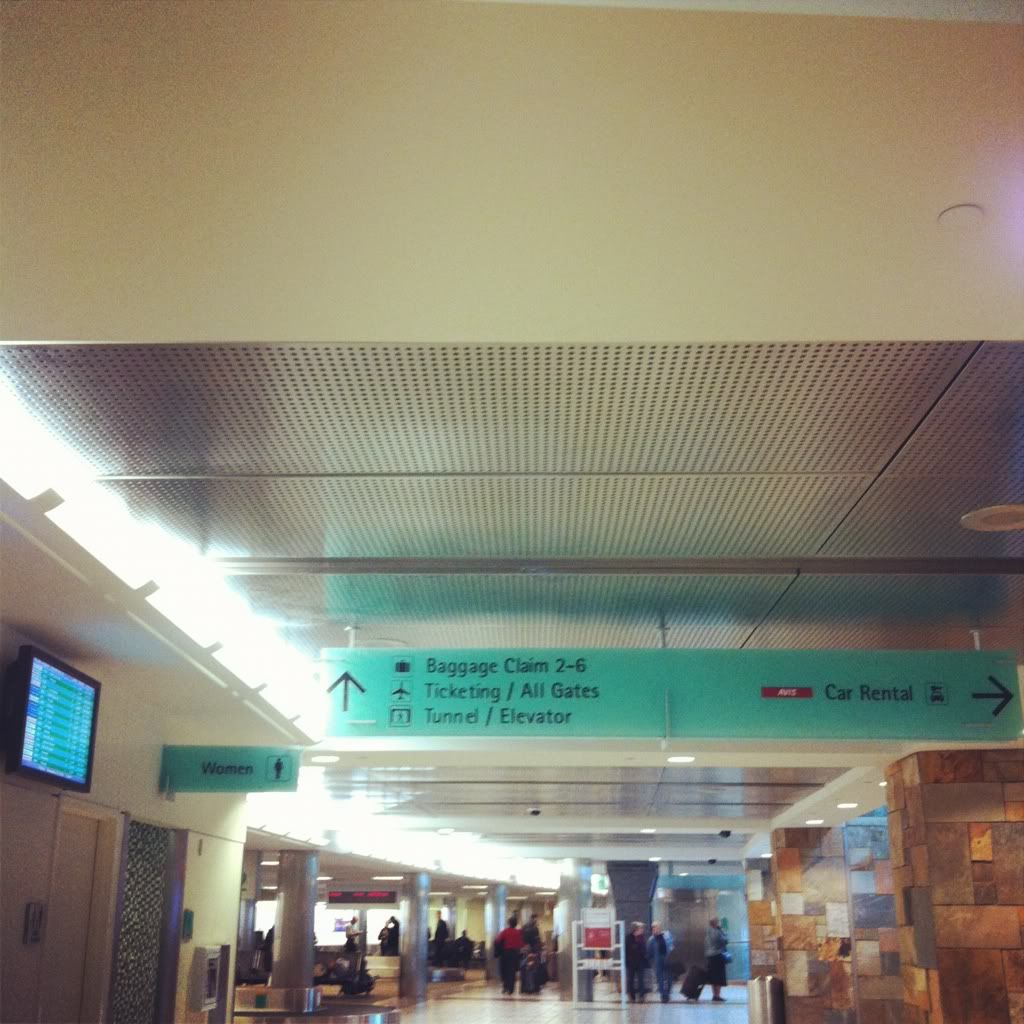 Baggage Claim 2-6
Ticketing / All Gates
Tunnel / Elevator
AVIS Car Rental
Women